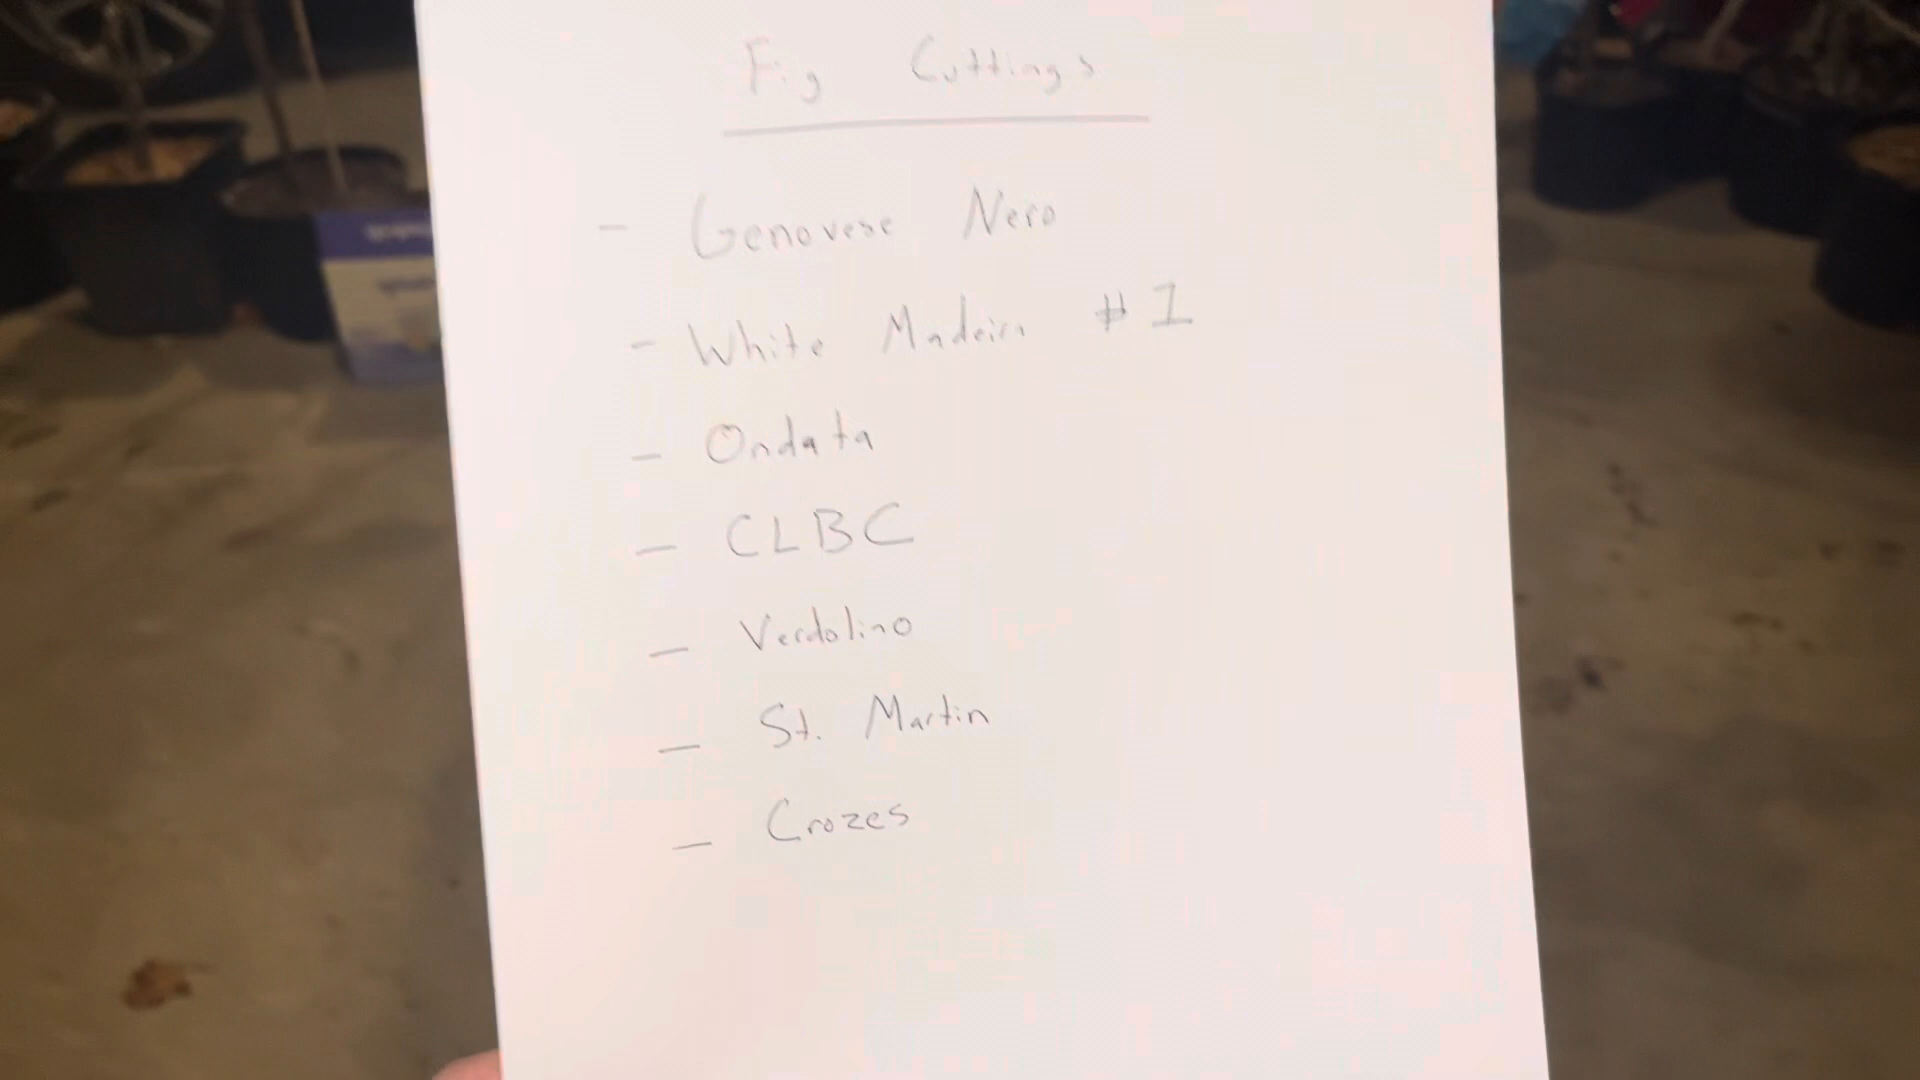 Fig Cuttings
- Genovese Nero
- White Madeira #1
- Ondata
- CLBC
- Verdolino
- St. Martin
- Crozes